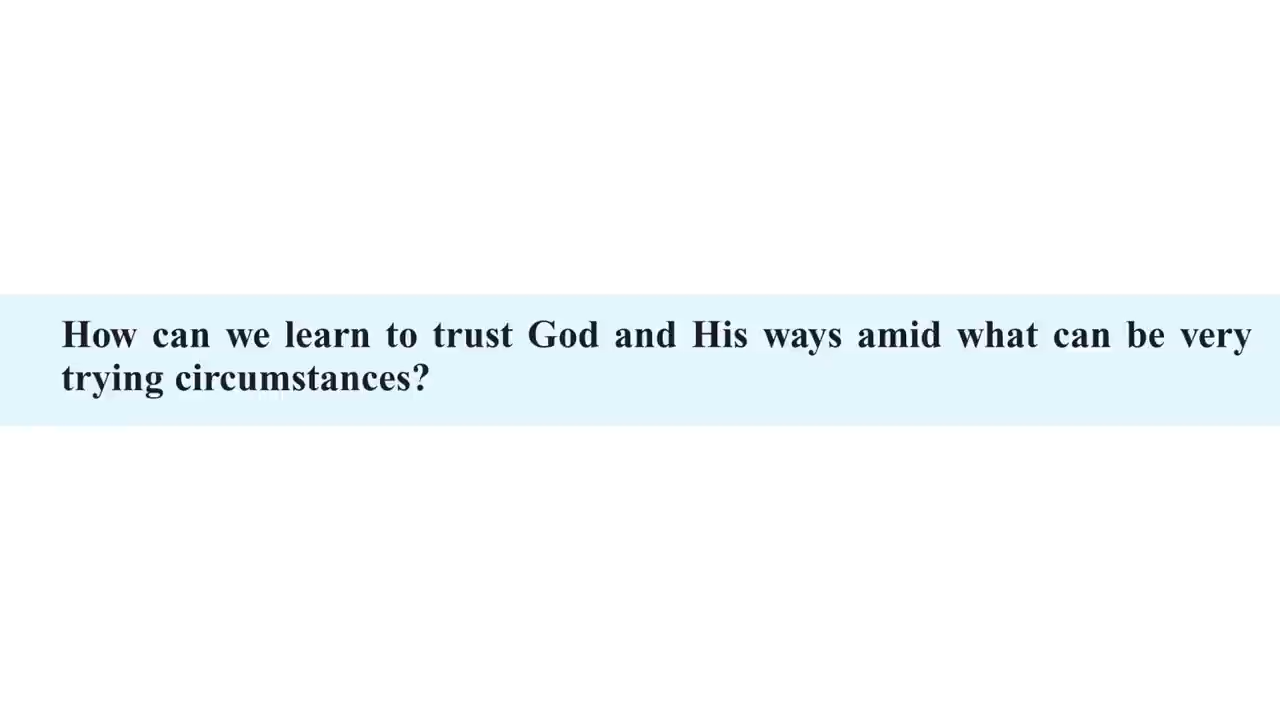 How can we learn to trust God and His ways amid what can be very
trying circumstances?